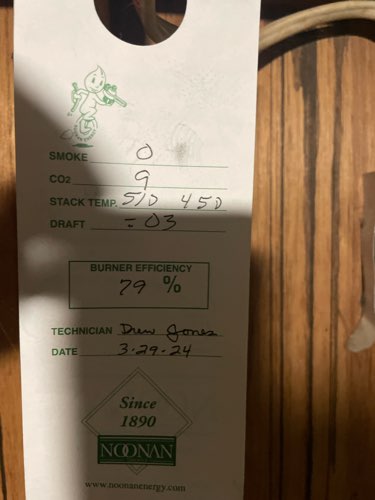 SMOKE 0
CO2 9
STACK TEMP. 510 450
DRAFT -.03
BURNER EFFICIENCY
79 %
TECHNICIAN Drew Jones
DATE 3-29-24
Since
1890
NOONAN
www.noonanenergy.com